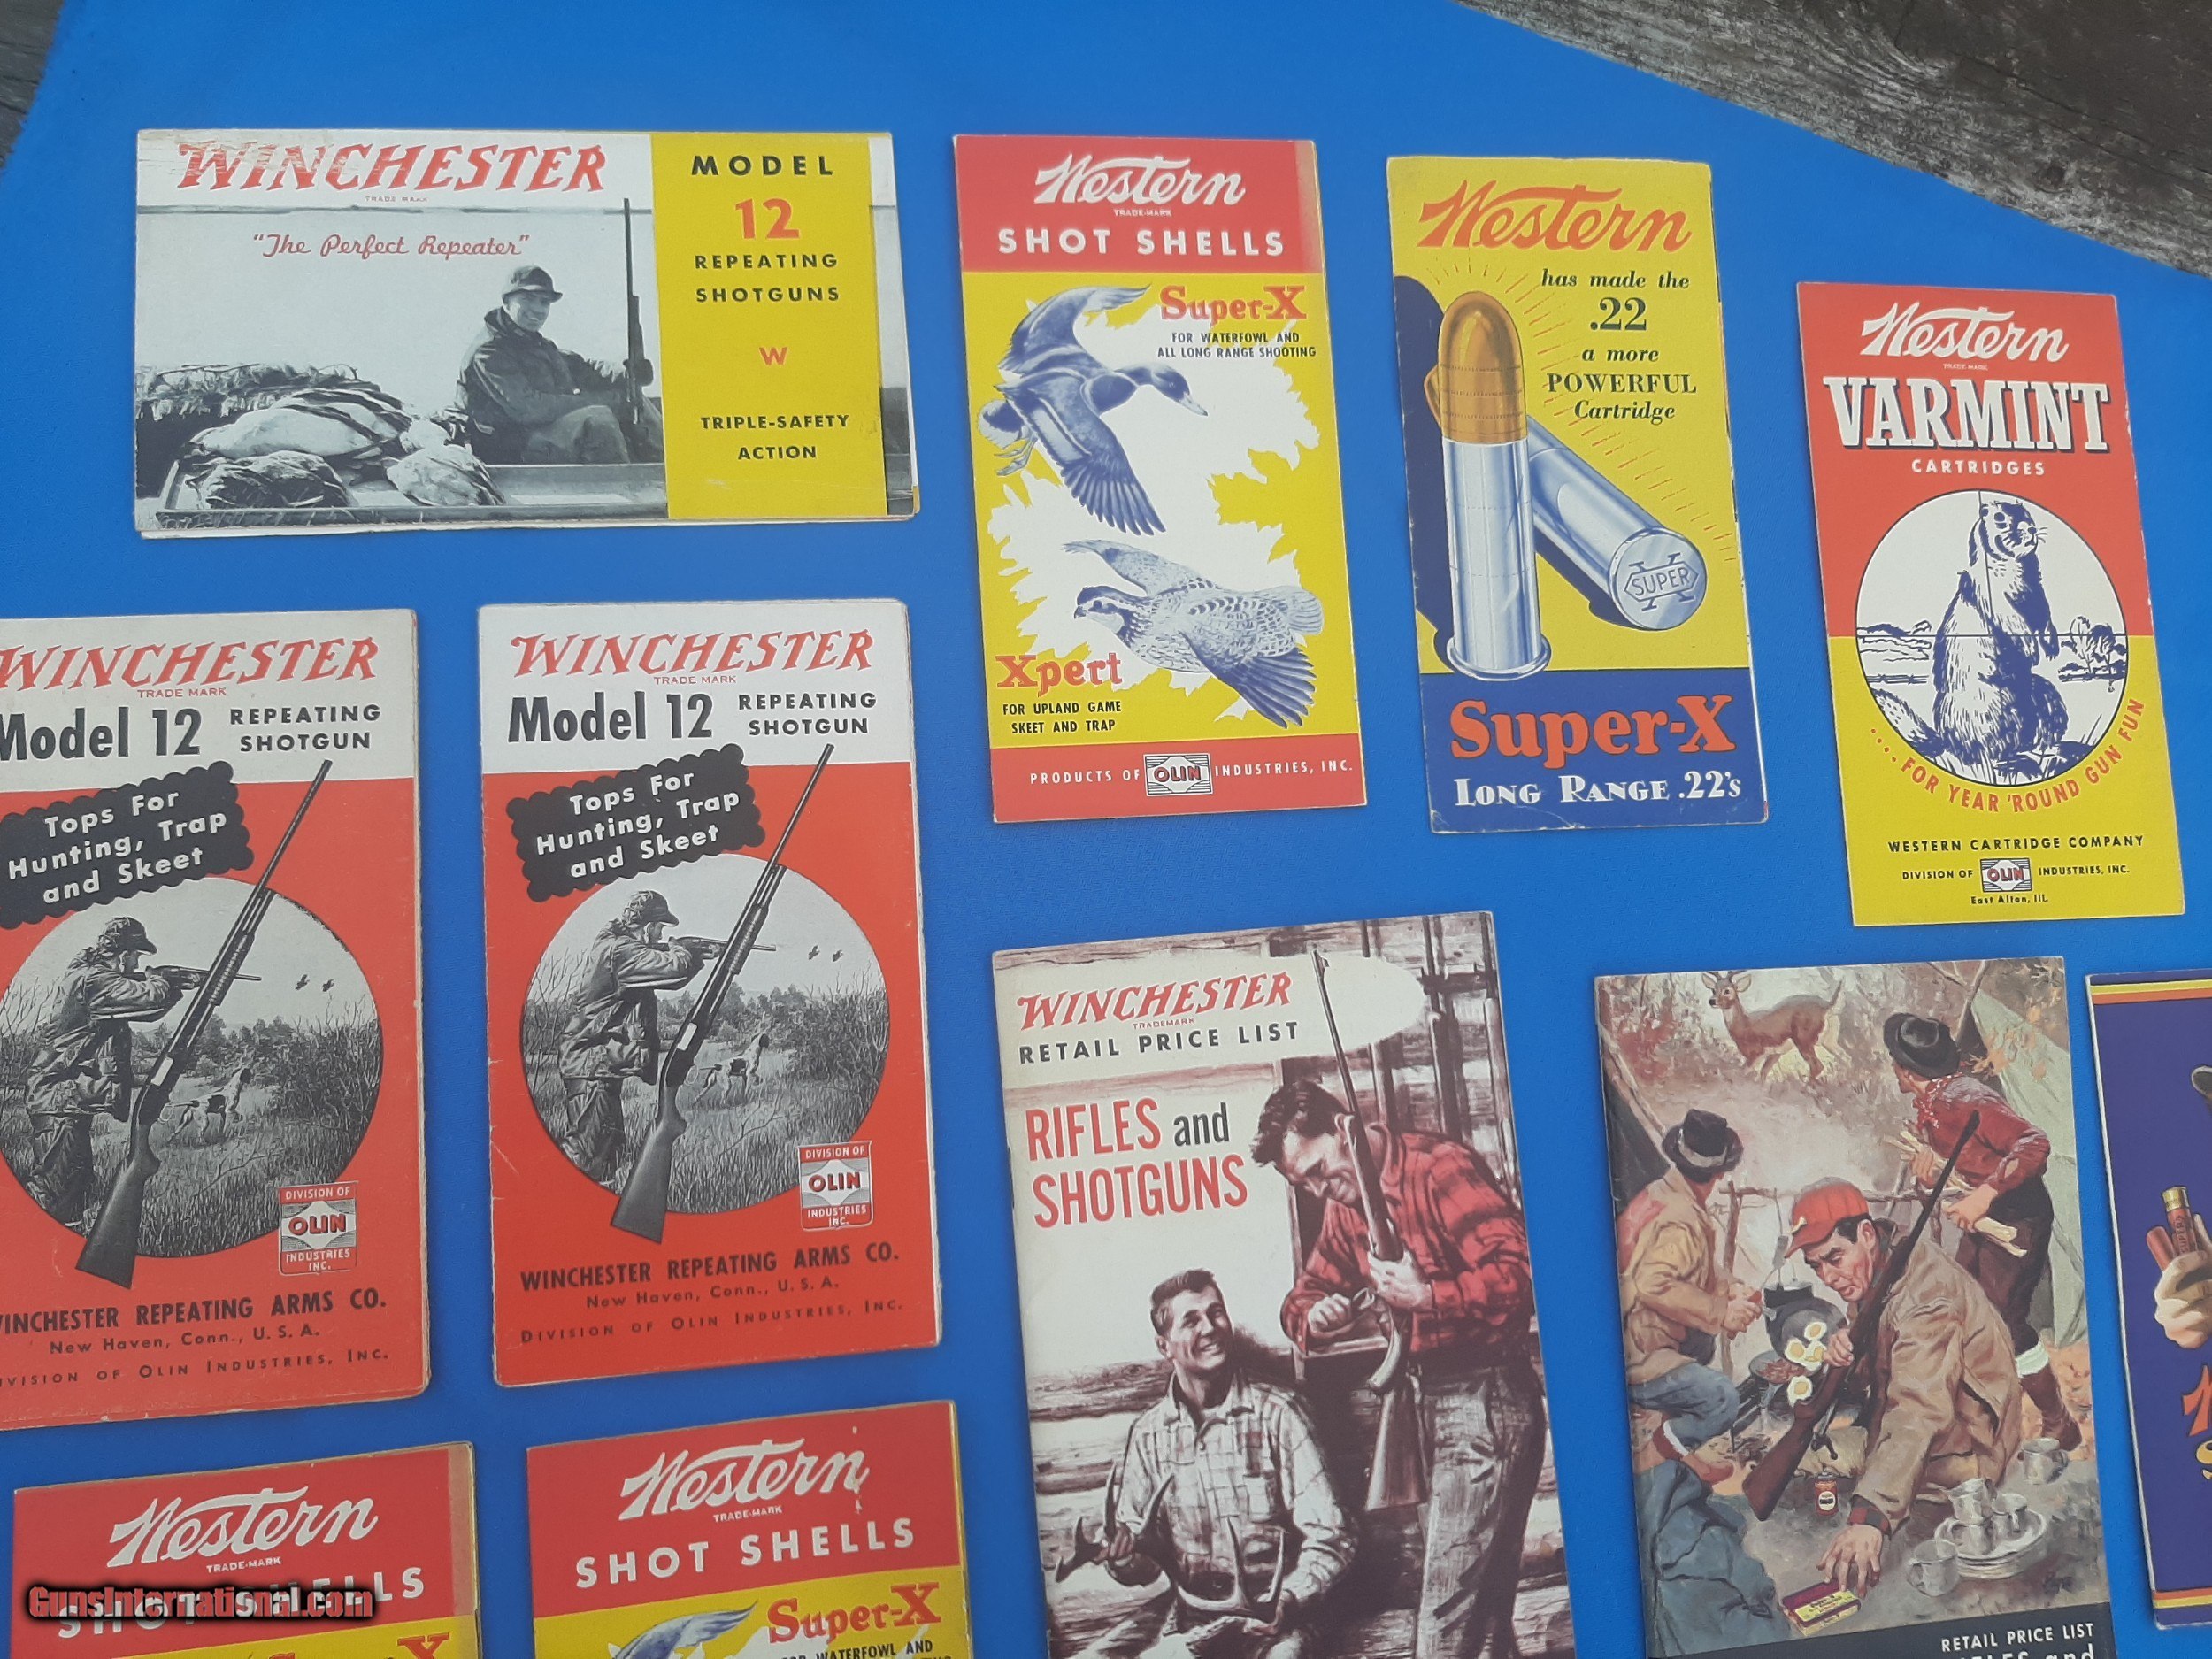 WINCHESTER
TRADE MARK
"The Perfect Repeater"
MODEL
12
REPEATING
SHOTGUNS
W
TRIPLE-SAFETY
ACTION
Western
TRADE-MARK
SHOT SHELLS
Super-X
FOR WATERFOWL AND
ALL LONG RANGE SHOOTING
Xpert
FOR UPLAND GAME
SKEET AND TRAP
PRODUCTS OF OLIN INDUSTRIES, INC.
Western
has made the
.22
a more
POWERFUL
Cartridge
SUPER
X
Super-X
LONG RANGE .22's
Western
TRADE-MARK
VARMINT
CARTRIDGES
....FOR YEAR 'ROUND GUN FUN
WESTERN CARTRIDGE COMPANY
DIVISION OF OLIN INDUSTRIES, INC.
East Alton, Ill.
WINCHESTER
TRADE MARK
Model 12 REPEATING
SHOTGUN
Tops For
Hunting, Trap
and Skeet
DIVISION OF
OLIN
INDUSTRIES
INC.
WINCHESTER REPEATING ARMS CO.
New Haven, Conn., U. S. A.
DIVISION OF OLIN INDUSTRIES, INC.
WINCHESTER
TRADE MARK
Model 12 REPEATING
SHOTGUN
Tops For
Hunting, Trap
and Skeet
DIVISION OF
OLIN
INDUSTRIES
INC.
WINCHESTER REPEATING ARMS CO.
New Haven, Conn., U. S. A.
DIVISION OF OLIN INDUSTRIES, INC.
WINCHESTER
TRADEMARK
RETAIL PRICE LIST
RIFLES and
SHOTGUNS
RETAIL PRICE LIST
and
Western
TRADE-MARK
SHOT SHELLS
Super-X
Western
TRADE-MARK
SHOT SHELLS
Super-X
FOR WATERFOWL AND
GunsInternational.com